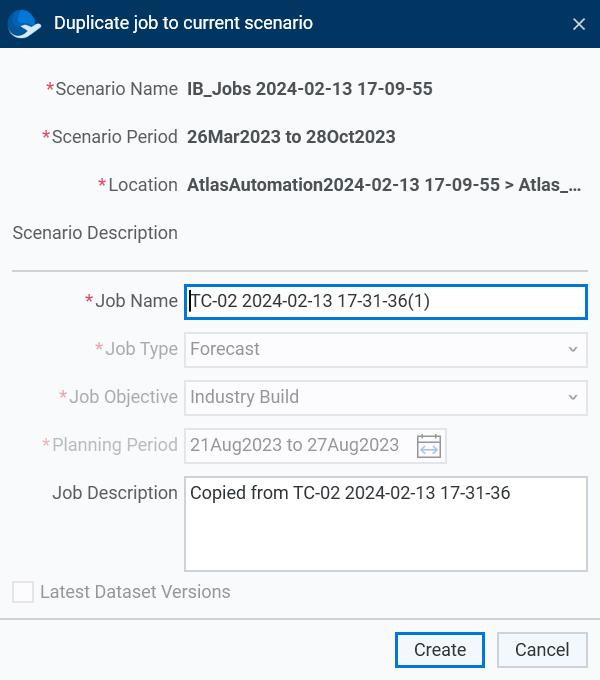 Duplicate job to current scenario
*Scenario Name IB_Jobs 2024-02-13 17-09-55
*Scenario Period 26Mar2023 to 28Oct2023
*Location AtlasAutomation2024-02-13 17-09-55 > Atlas_...
Scenario Description
*Job Name TC-02 2024-02-13 17-31-36(1)
*Job Type Forecast
*Job Objective Industry Build
*Planning Period 21Aug2023 to 27Aug2023
Job Description Copied from TC-02 2024-02-13 17-31-36
Latest Dataset Versions
Create Cancel